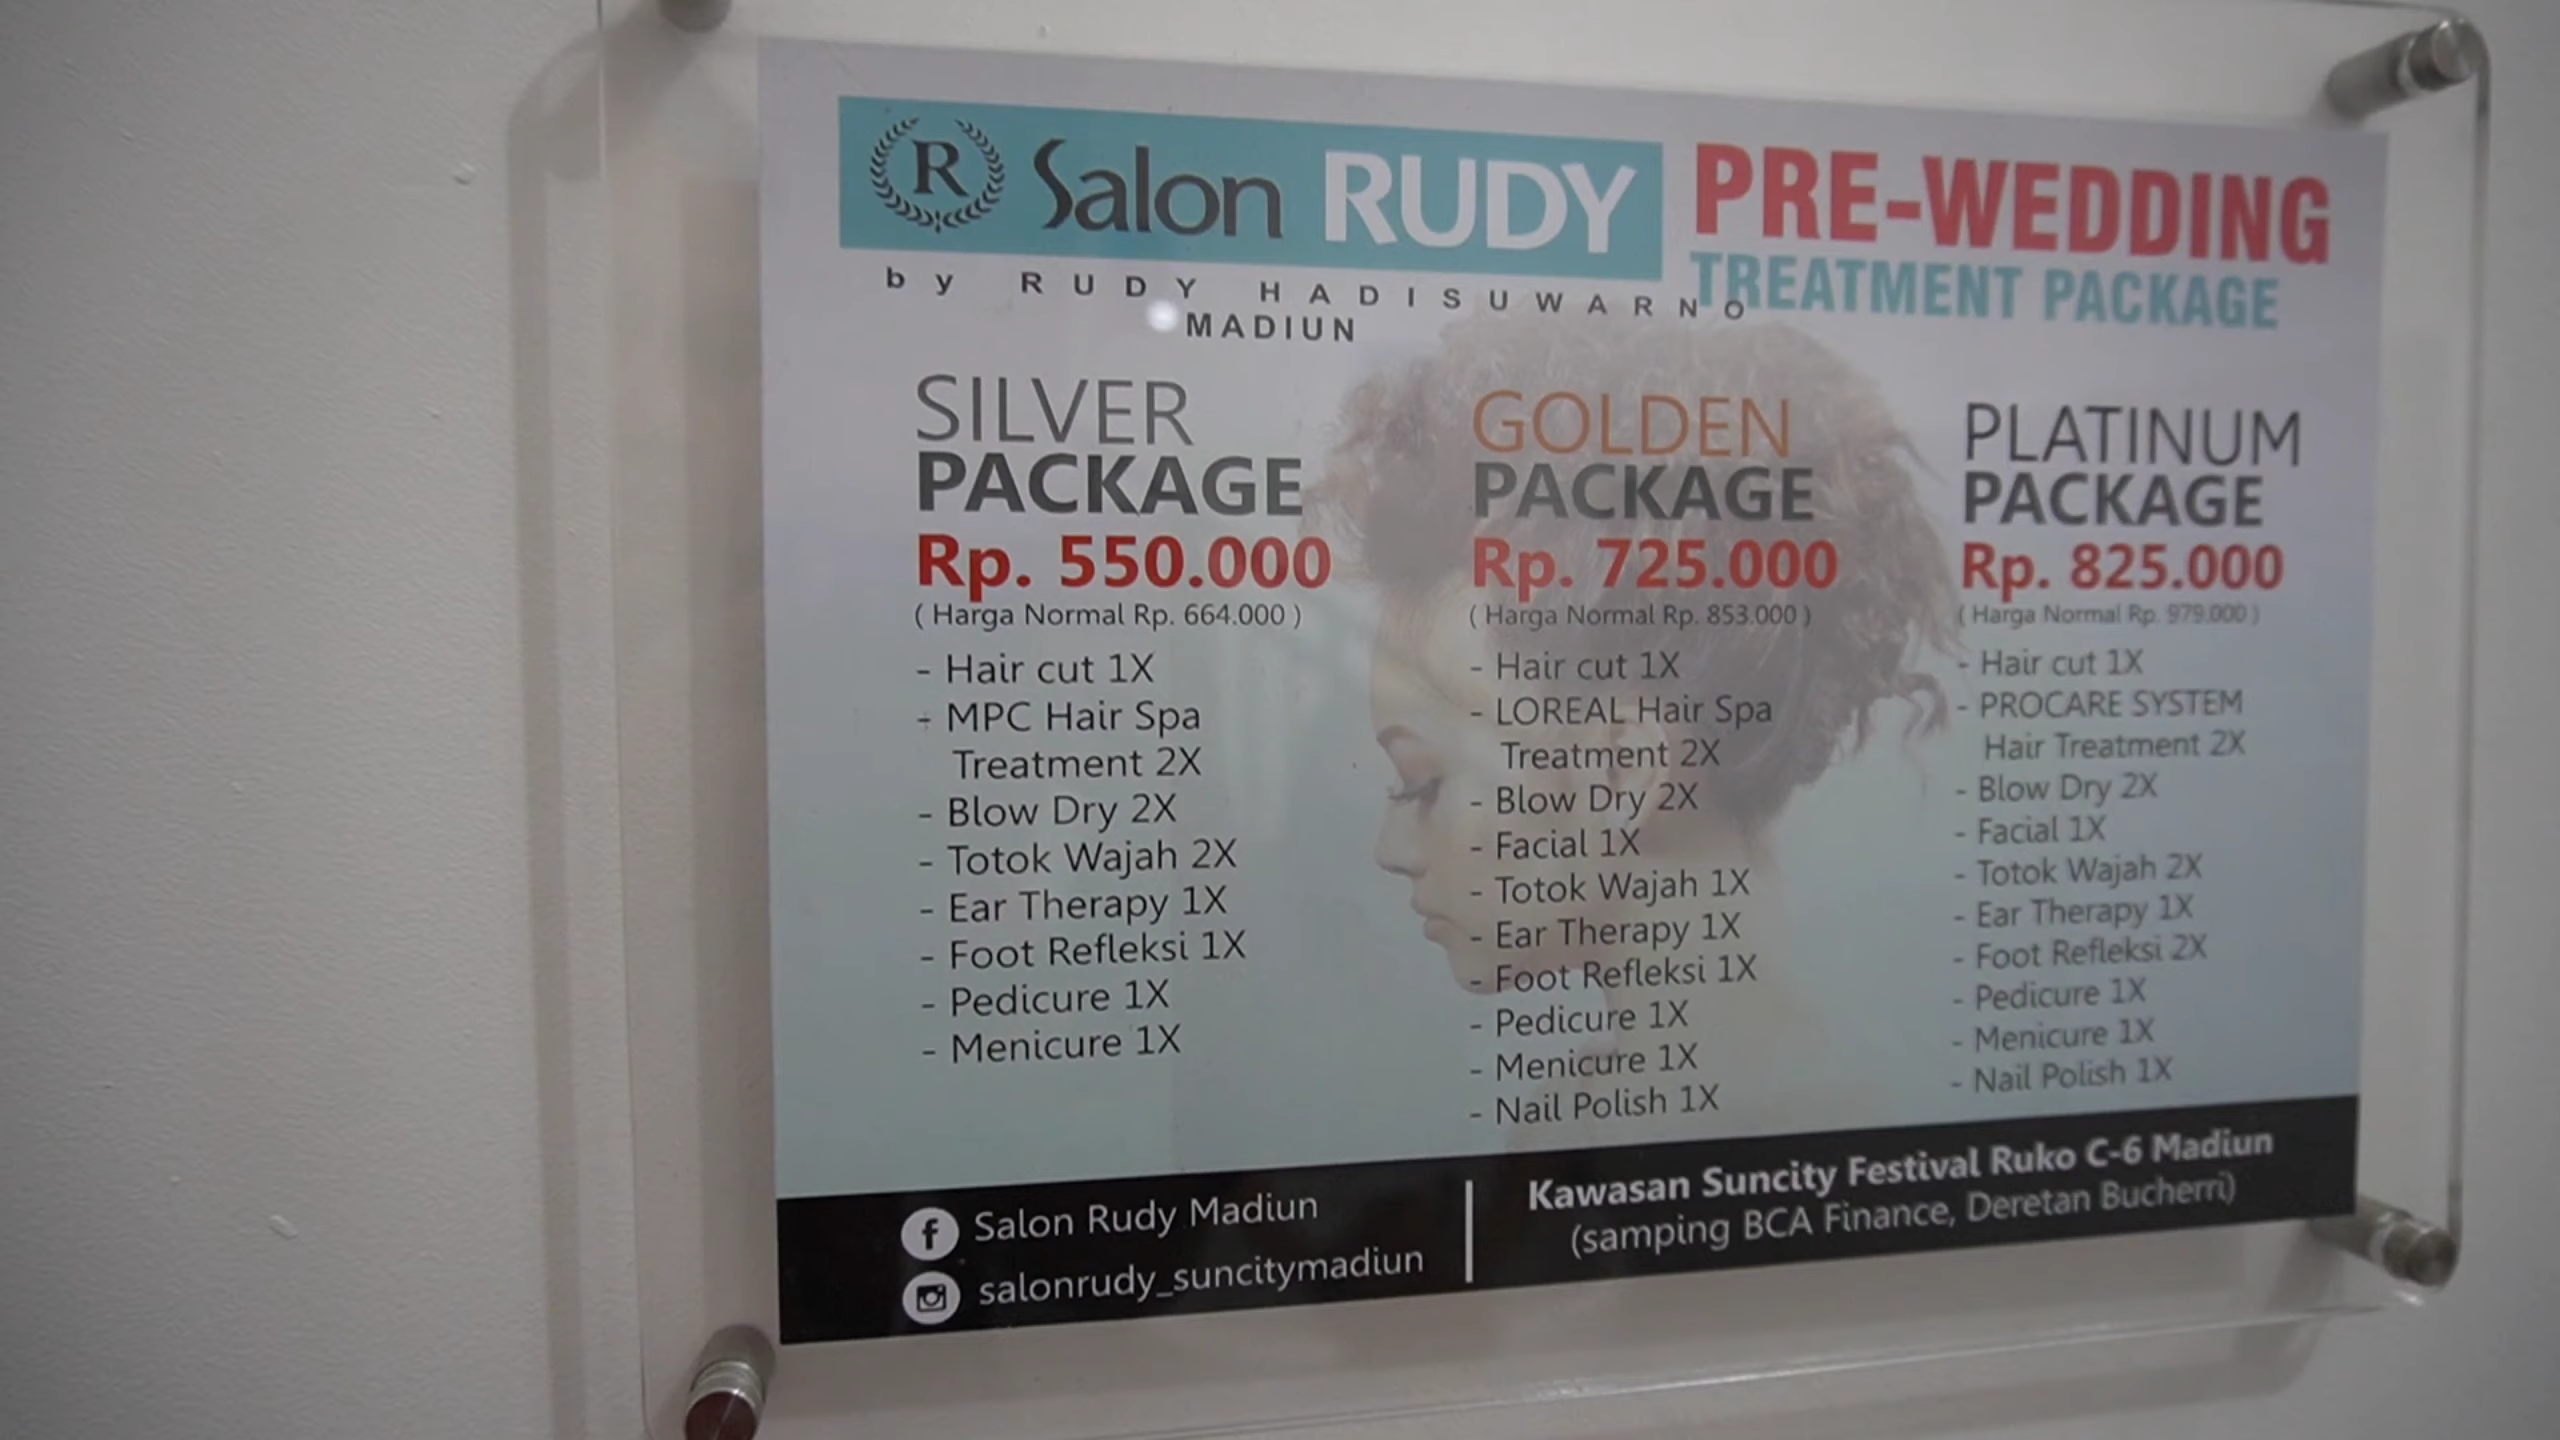 R Salon RUDY
by RUDY HADISUWARNO
MADIUN
PRE-WEDDING
TREATMENT PACKAGE
SILVER
PACKAGE
Rp. 550.000
( Harga Normal Rp. 664.000 )
- Hair cut 1X
- MPC Hair Spa
Treatment 2X
- Blow Dry 2X
- Totok Wajah 2X
- Ear Therapy 1X
- Foot Refleksi 1X
- Pedicure 1X
- Menicure 1X
GOLDEN
PACKAGE
Rp. 725.000
( Harga Normal Rp. 853.000 )
- Hair cut 1X
- LOREAL Hair Spa
Treatment 2X
- Blow Dry 2X
- Facial 1X
- Totok Wajah 1X
- Ear Therapy 1X
- Foot Refleksi 1X
- Pedicure 1X
- Menicure 1X
- Nail Polish 1X
PLATINUM
PACKAGE
Rp. 825.000
( Harga Normal Rp. 979.000 )
- Hair cut 1X
- PROCARE SYSTEM
Hair Treatment 2X
- Blow Dry 2X
- Facial 1X
- Totok Wajah 2X
- Ear Therapy 1X
- Foot Refleksi 2X
- Pedicure 1X
- Menicure 1X
- Nail Polish 1X
f Salon Rudy Madiun
salonrudy_suncitymadiun
Kawasan Suncity Festival Ruko C-6 Madiun
(samping BCA Finance, Deretan Bucherri)